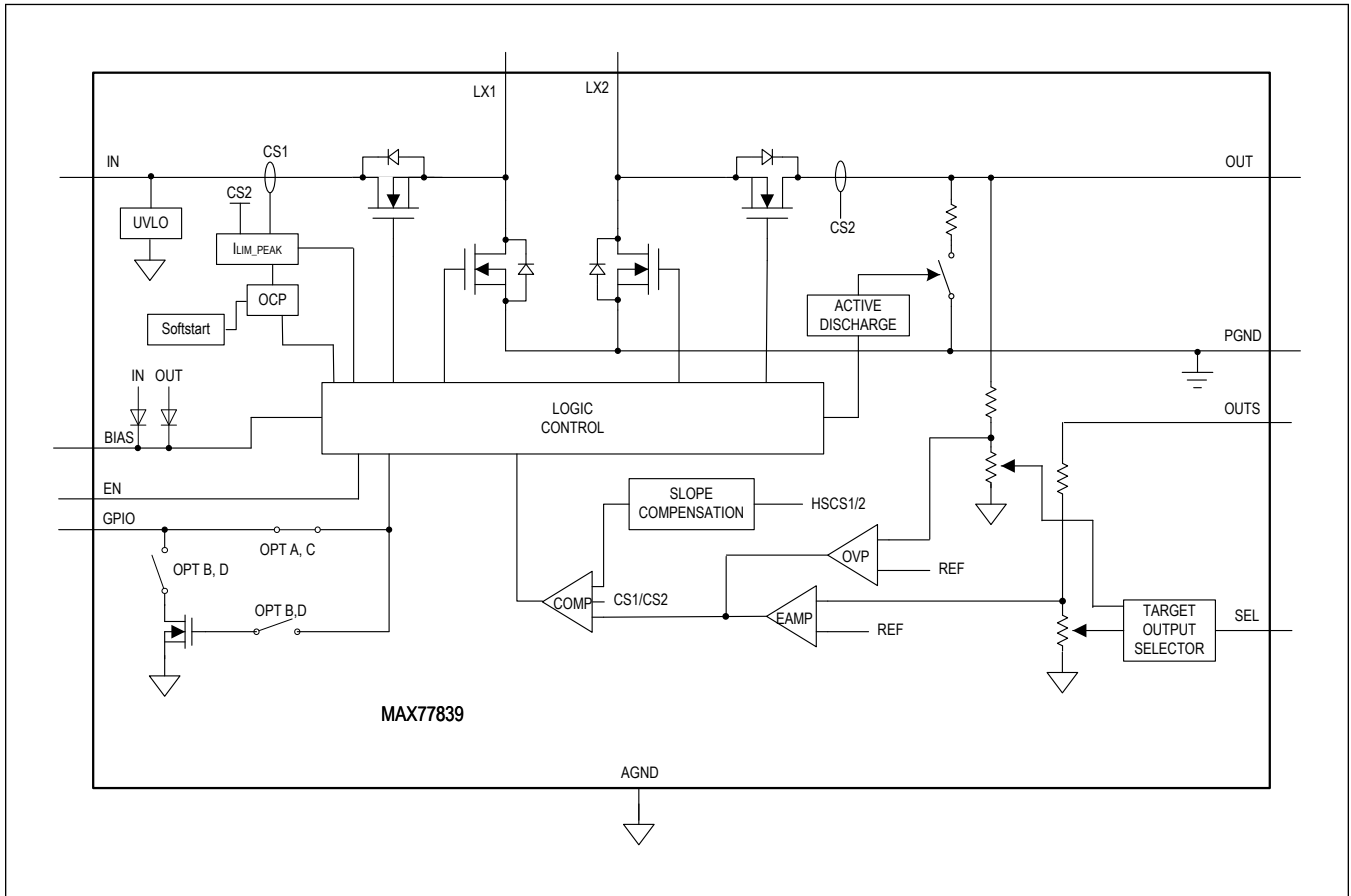 LX1
LX2
IN
CS1
OUT
CS2
UVLO
ILIM_PEAK
CS2
OCP
ACTIVE
DISCHARGE
Softstart
PGND
IN
OUT
LOGIC
CONTROL
OUTS
BIAS
EN
SLOPE
COMPENSATION
HSCS1/2
GPIO
OPT A, C
OVP
OPT B, D
REF
COMP
CS1/CS2
OPT B,D
EAMP
REF
TARGET
OUTPUT
SELECTOR
SEL
MAX77839
AGND